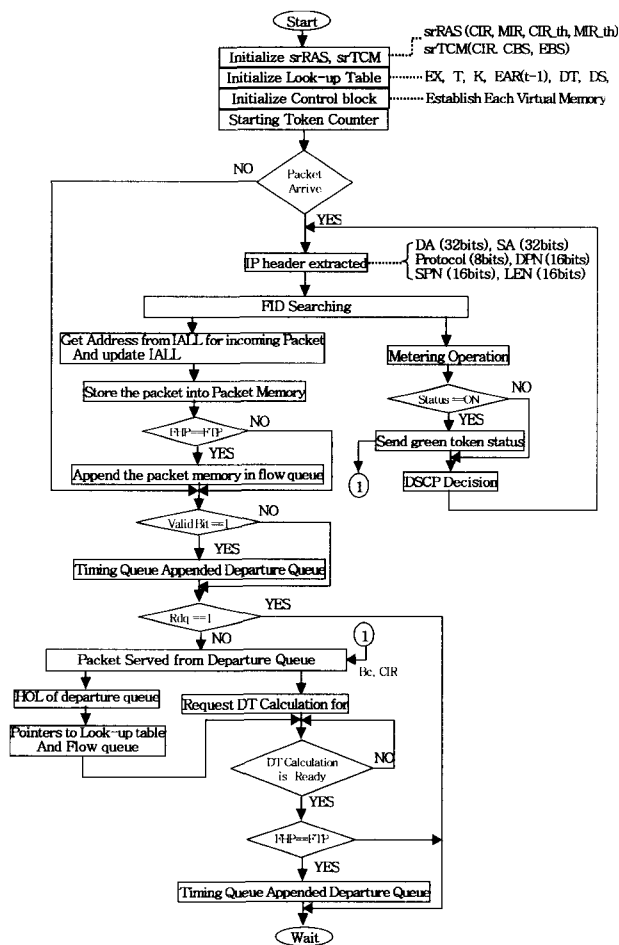 Start
Initialize srRAS, srTCM
srRAS (CIR, MIR, CIR_th, MIR_th)
srTCM(CIR. CBS, EBS)
Initialize Look-up Table
EX, T, K, EAR(t-1), DT, DS,
Initialize Control block
Establish Each Virtual Memory
Starting Token Counter
NO
Packet
Arrive
YES
IP header extracted
DA (32bits), SA (32bits)
Protocol (8bits), DPN (16bits)
SPN (16bits), LEN (16bits)
FID Searching
Get Address from IALL for incoming Packet
And update IALL
Metering Operation
Store the packet into Packet Memory
Status==ON
NO
YES
FHP==FTP
NO
YES
Send green token status
Append the packet memory in flow queue
1
DSCP Decision
Valid Bit ==1
NO
YES
Timing Queue Appended Departure Queue
Rdq ==1
YES
NO
1
Packet Served from Departure Queue
Bc, CIR
HOL of departure queue
Request DT Calculation for
Pointers to Look-up table
And Flow queue
DT Calculation
is Ready
NO
YES
FHP==FTP
YES
Timing Queue Appended Departure Queue
Wait